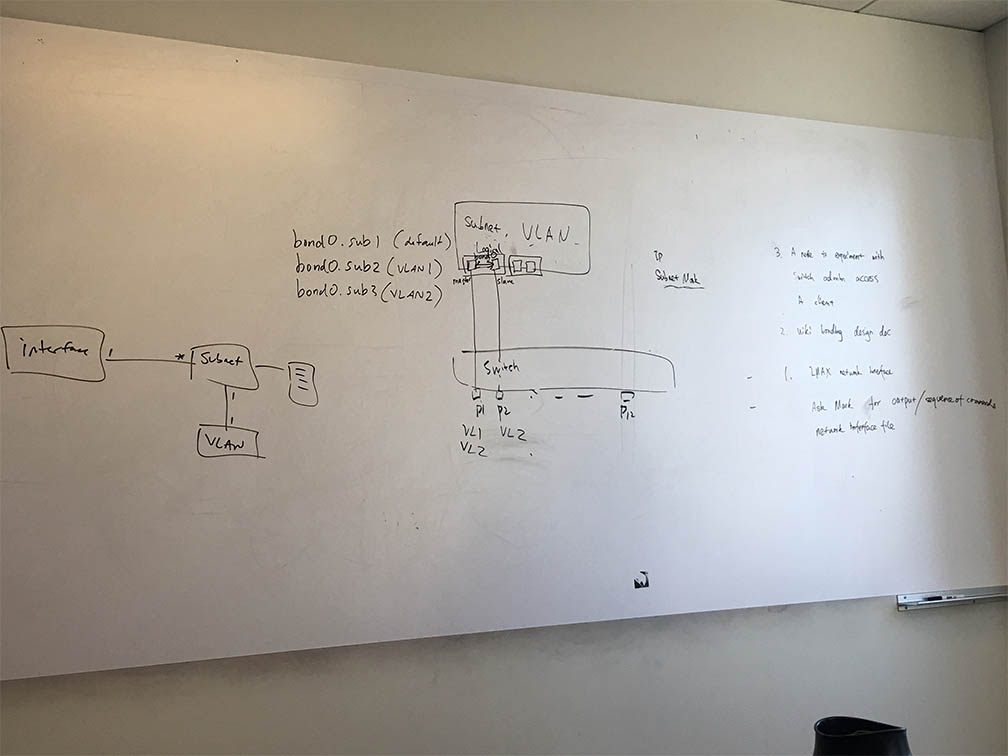 bond0.sub1 (default)
bond0.sub2 (VLAN1)
bond0.sub3 (VLAN2)
Subnet, VLAN
Logical
bond0
master
slave
Interface
1
*
Subnet
1
1
VLAN
Switch
P1
P2
P12
VL1
VL2
VL2
IP
Subnet Mask
3. A node to experiment with
Switch admin access
A client
2. wiki bonding design doc
- 1. network interface
- Ask Mark for output/sequence of commands
network interface file